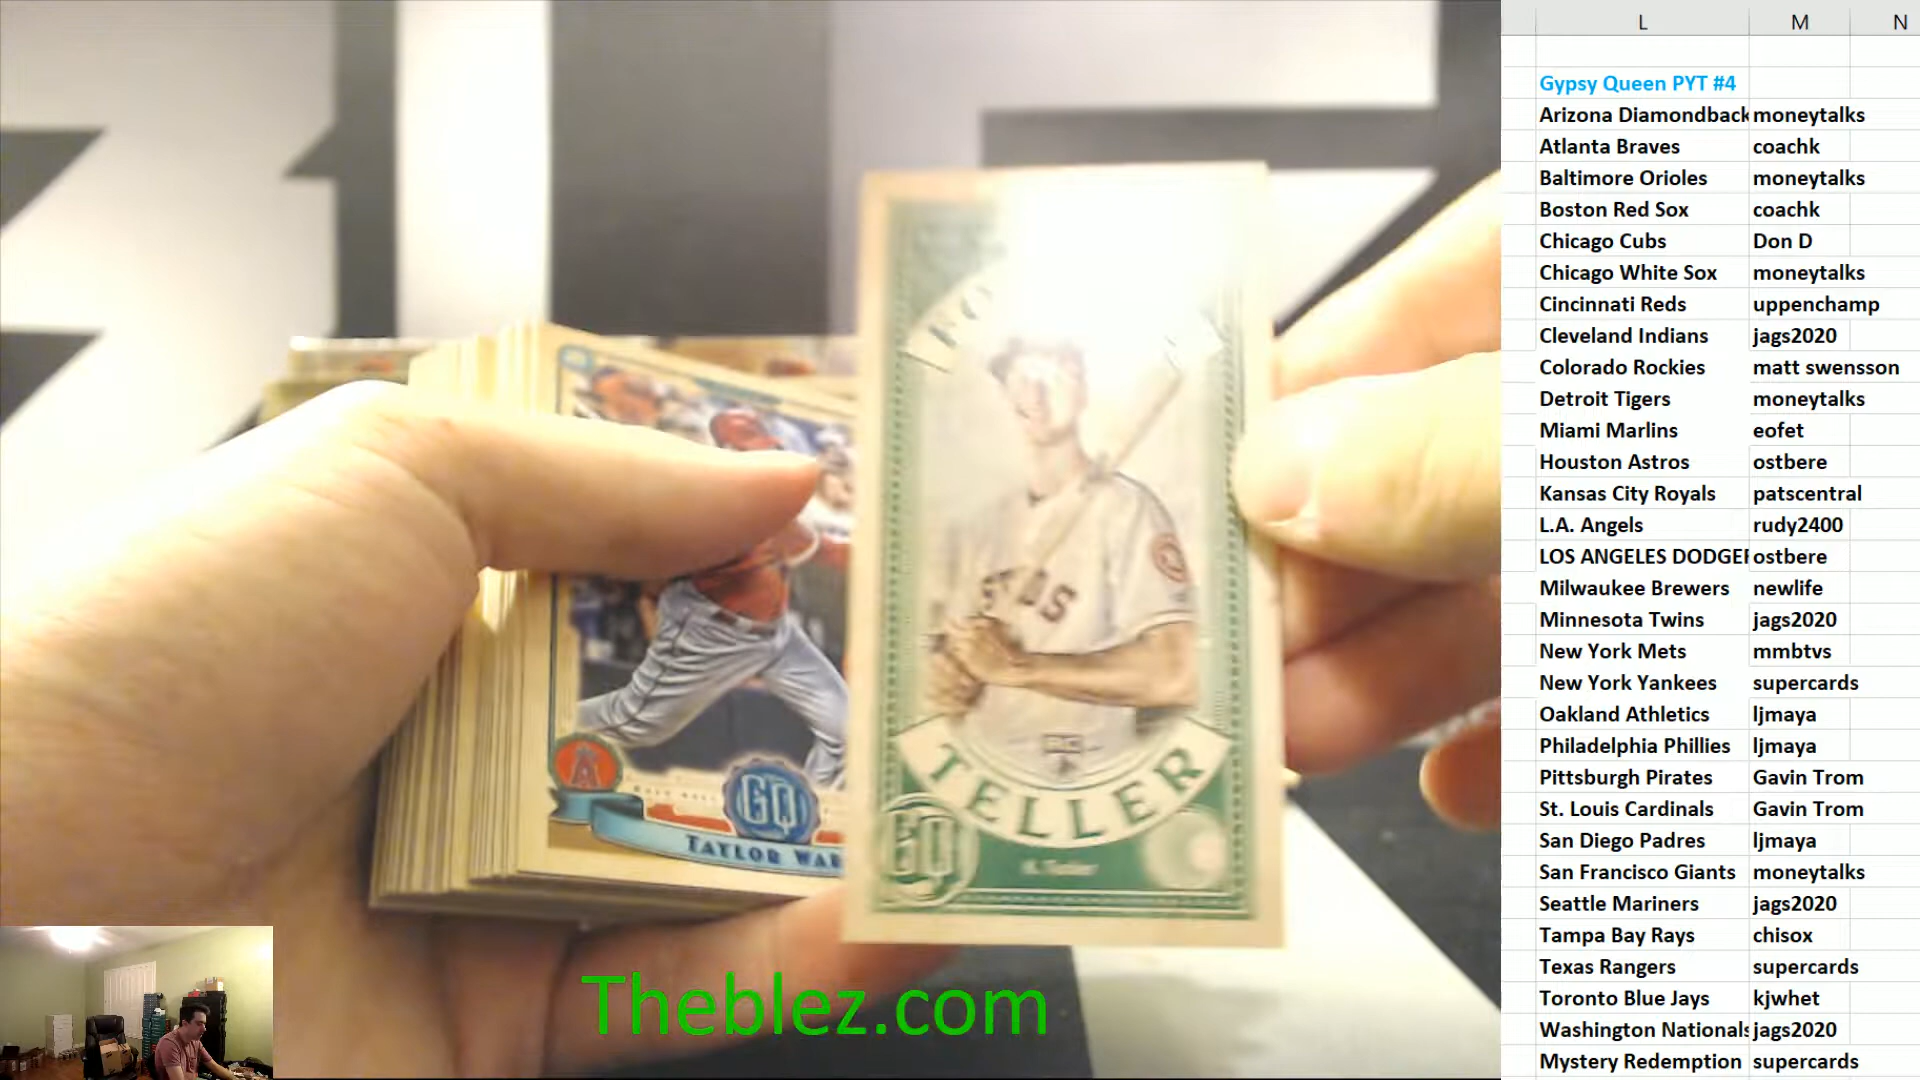 L M N
Gypsy Queen PYT #4
Arizona Diamondback moneytalks
Atlanta Braves coachk
Baltimore Orioles moneytalks
Boston Red Sox coachk
Chicago Cubs Don D
Chicago White Sox moneytalks
Cincinnati Reds uppenchamp
Cleveland Indians jags2020
Colorado Rockies matt swensson
Detroit Tigers moneytalks
Miami Marlins eofet
Houston Astros ostbere
Kansas City Royals patscentral
L.A. Angels rudy2400
LOS ANGELES DODGER ostbere
Milwaukee Brewers newlife
Minnesota Twins jags2020
New York Mets mmbtvs
New York Yankees supercards
Oakland Athletics ljmaya
Philadelphia Phillies ljmaya
Pittsburgh Pirates Gavin Trom
St. Louis Cardinals Gavin Trom
San Diego Padres ljmaya
San Francisco Giants moneytalks
Seattle Mariners jags2020
Tampa Bay Rays chisox
Texas Rangers supercards
Toronto Blue Jays kjwhet
Washington Nationals jags2020
Mystery Redemption supercards
TELLER
GQ
K. Tucker
GQ
TAYLOR WAR
Theblez.com